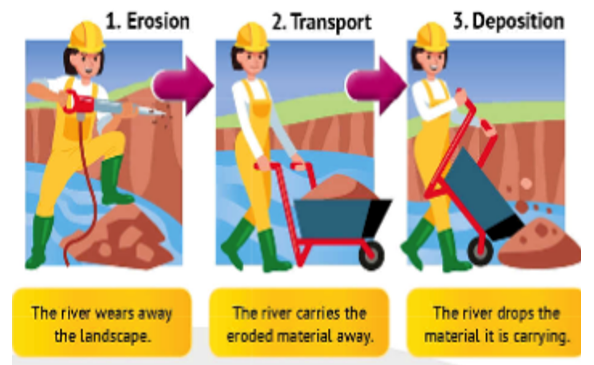 1. Erosion
2. Transport
3. Deposition
The river wears away
the landscape.
The river carries the
eroded material away.
The river drops the
material it is carrying.